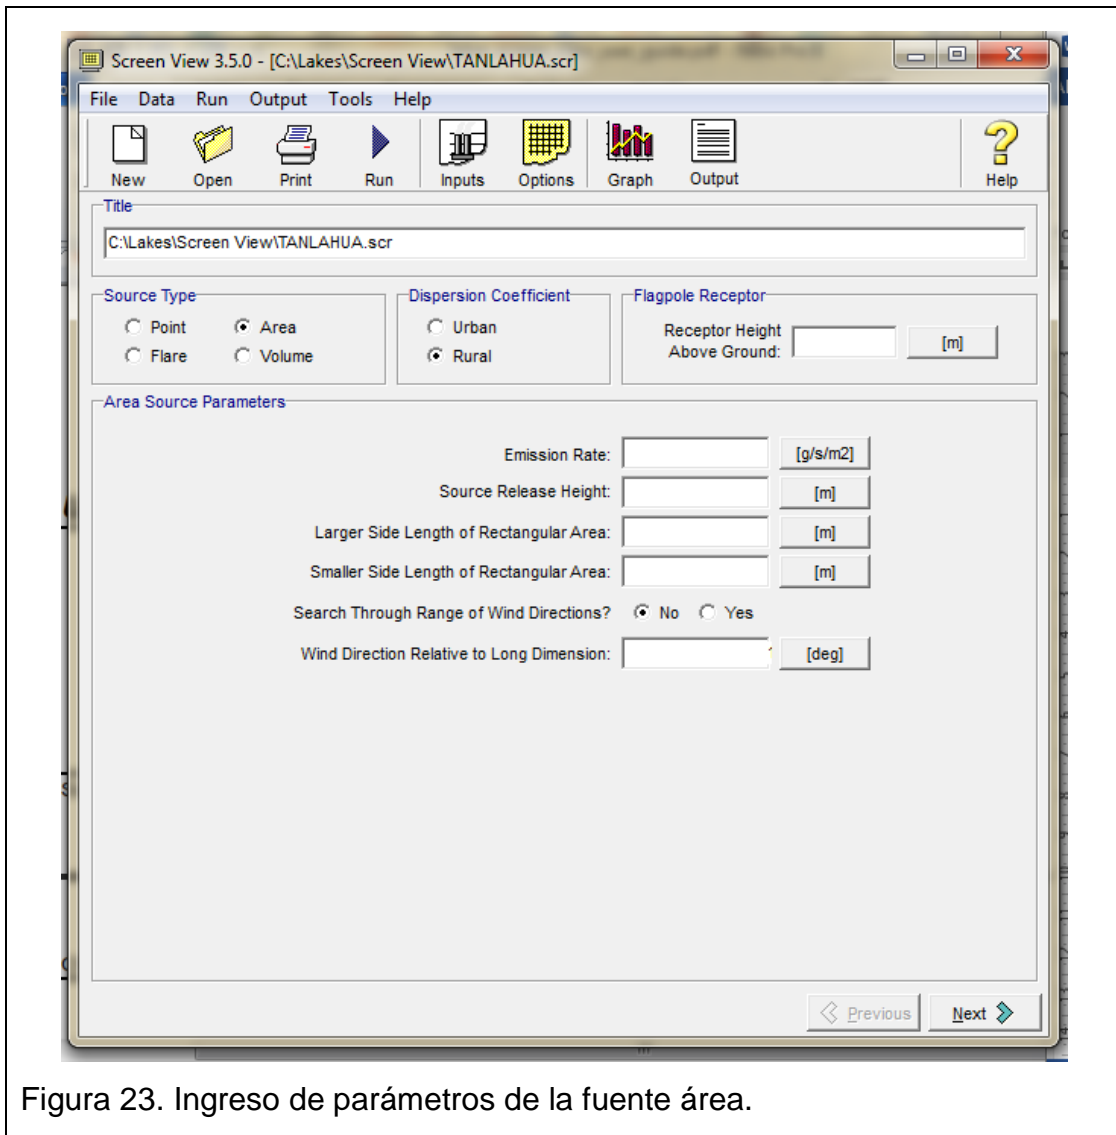 Screen View 3.5.0 - [C:\Lakes\Screen View\TANLAHUA.scr]
File Data Run Output Tools Help
New Open Print Run Inputs Options Graph Output Help
Title
C:\Lakes\Screen View\TANLAHUA.scr
Source Type Dispersion Coefficient Flagpole Receptor
Point Area Urban Receptor Height
Flare Volume Rural Above Ground: [m]
Area Source Parameters
Emission Rate: [g/s/m2]
Source Release Height: [m]
Larger Side Length of Rectangular Area: [m]
Smaller Side Length of Rectangular Area: [m]
Search Through Range of Wind Directions? No Yes
Wind Direction Relative to Long Dimension: [deg]
Previous Next
Figura 23. Ingreso de parámetros de la fuente área.